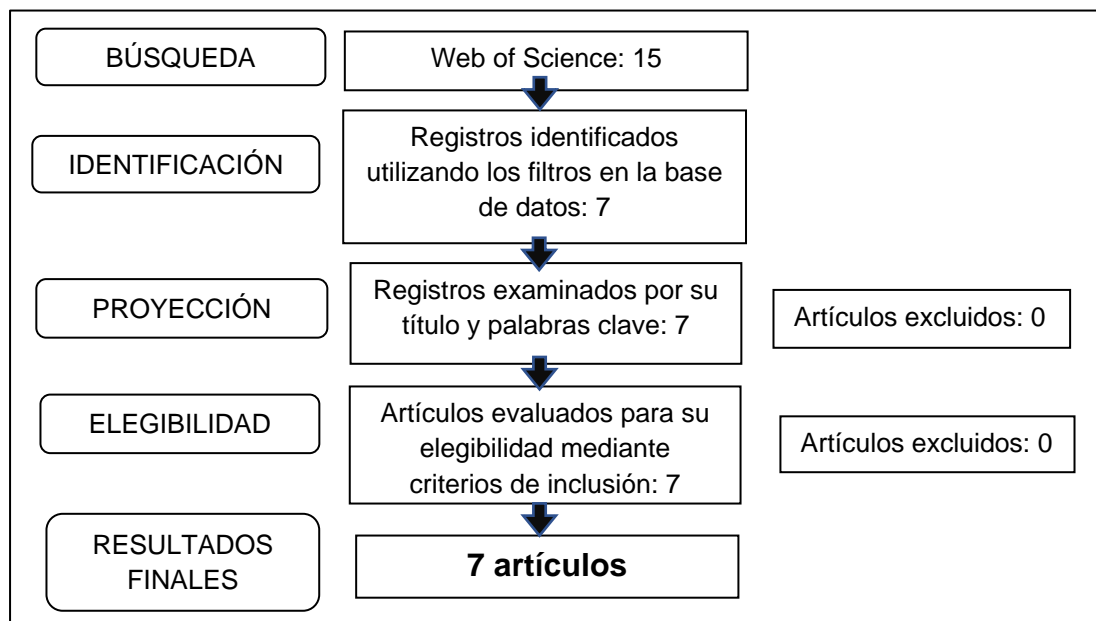 BÚSQUEDA
Web of Science: 15
IDENTIFICACIÓN
Registros identificados
utilizando los filtros en la base
de datos: 7
PROYECCIÓN
Registros examinados por su
título y palabras clave: 7
Artículos excluidos: 0
ELEGIBILIDAD
Artículos evaluados para su
elegibilidad mediante
criterios de inclusión: 7
Artículos excluidos: 0
RESULTADOS
FINALES
7 artículos